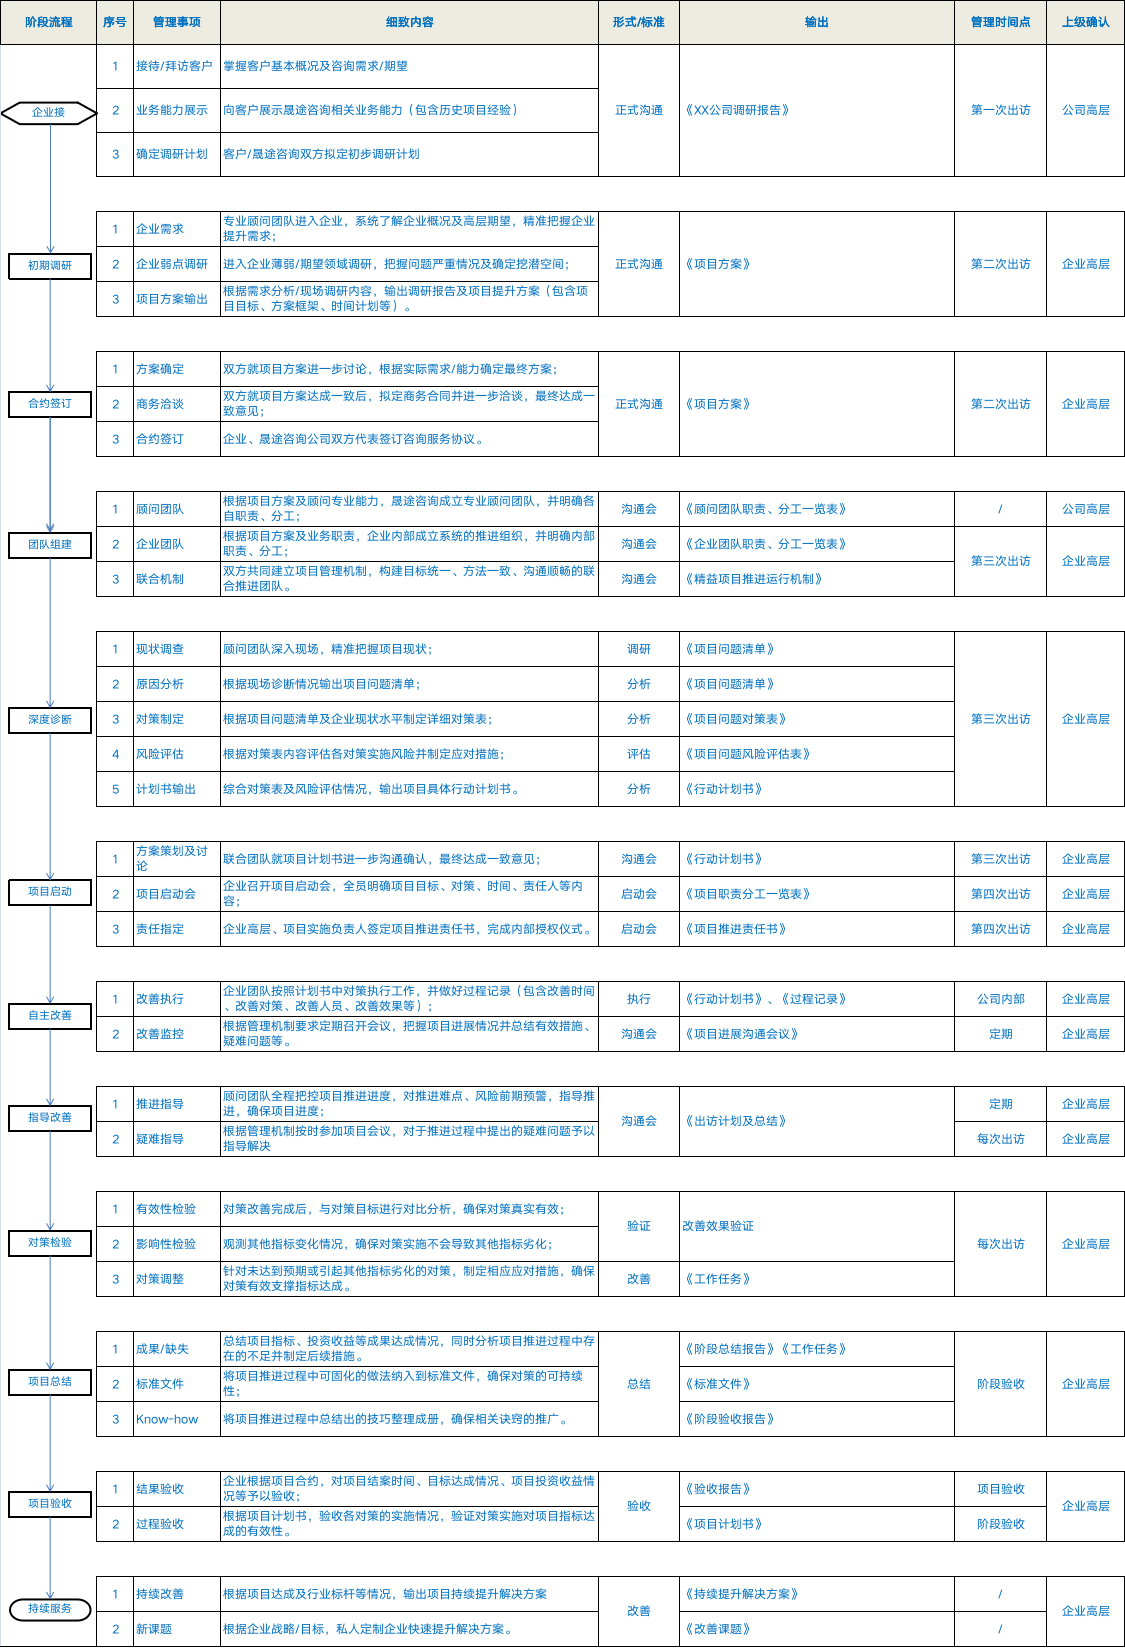 阶段流程 序号 管理事项 细致内容 形式/标准 输出 管理时间点 上级确认
1 接待/拜访客户 掌握客户基本概况及咨询需求/期望
企业接 2 业务能力展示 向客户展示晟途咨询相关业务能力（包含历史项目经验） 正式沟通 《XX公司调研报告》 第一次出访 公司高层
3 确定调研计划 客户/晟途咨询双方拟定初步调研计划
1 企业需求 专业顾问团队进入企业，系统了解企业概况及高层期望，精准把握企业
提升需求；
初期调研 2 企业弱点调研 进入企业薄弱/期望领域调研，把握问题严重情况及确定挖潜空间； 正式沟通 《项目方案》 第二次出访 企业高层
3 项目方案输出 根据需求分析/现场调研内容，输出调研报告及项目提升方案（包含项
目目标、方案框架、时间计划等）。
1 方案确定 双方就项目方案进一步讨论，根据实际需求/能力确定最终方案；
合约签订 2 商务洽谈 双方就项目方案达成一致后，拟定商务合同并进一步洽谈，最终达成一
致意见； 正式沟通 《项目方案》 第二次出访 企业高层
3 合约签订 企业、晟途咨询公司双方代表签订咨询服务协议。
1 顾问团队 根据项目方案及顾问专业能力，晟途咨询成立专业顾问团队，并明确各
自职责、分工； 沟通会 《顾问团队职责、分工一览表》 / 公司高层
团队组建 2 企业团队 根据项目方案及业务职责，企业内部成立系统的推进组织，并明确内部
职责、分工； 沟通会 《企业团队职责、分工一览表》 第三次出访 企业高层
3 联合机制 双方共同建立项目管理机制，构建目标统一、方法一致、沟通顺畅的联
合推进团队。 沟通会 《精益项目推进运行机制》
1 现状调查 顾问团队深入现场，精准把握项目现状； 调研 《项目问题清单》
2 原因分析 根据现场诊断情况输出项目问题清单； 分析 《项目问题清单》
深度诊断 3 对策制定 根据项目问题清单及企业现状水平制定详细对策表； 分析 《项目问题对策表》 第三次出访 企业高层
4 风险评估 根据对策表内容评估各对策实施风险并制定应对措施； 评估 《项目问题风险评估表》
5 计划书输出 综合对策表及风险评估情况，输出项目具体行动计划书。 分析 《行动计划书》
1 方案策划及讨
论 联合团队就项目计划书进一步沟通确认，最终达成一致意见； 沟通会 《行动计划书》 第三次出访 企业高层
项目启动 2 项目启动会 企业召开项目启动会，全员明确项目目标、对策、时间、责任人等内
容； 启动会 《项目职责分工一览表》 第四次出访 企业高层
3 责任指定 企业高层、项目实施负责人签定项目推进责任书，完成内部授权仪式。 启动会 《项目推进责任书》 第四次出访 企业高层
1 改善执行 企业团队按照计划书中对策执行工作，并做好过程记录（包含改善时间
、改善对策、改善人员、改善效果等）； 执行 《行动计划书》、《过程记录》 公司内部 企业高层
自主改善 2 改善监控 根据管理机制要求定期召开会议，把握项目进展情况并总结有效措施、
疑难问题等。 沟通会 《项目进展沟通会议》 定期 企业高层
1 推进指导 顾问团队全程把控项目推进进度，对推进难点、风险前期预警，指导推
进，确保项目进度； 定期 企业高层
指导改善 沟通会 《出访计划及总结》
2 疑难指导 根据管理机制按时参加项目会议，对于推进过程中提出的疑难问题予以
指导解决 每次出访 企业高层
1 有效性检验 对策改善完成后，与对策目标进行对比分析，确保对策真实有效；
验证 改善效果验证
对策检验 2 影响性检验 观测其他指标变化情况，确保对策实施不会导致其他指标劣化； 每次出访 企业高层
3 对策调整 针对未达到预期或引起其他指标劣化的对策，制定相应应对措施，确保
对策有效支撑指标达成。 改善 《工作任务》
1 成果/缺失 总结项目指标、投资收益等成果达成情况，同时分析项目推进过程中存
在的不足并制定后续措施。 《阶段总结报告》《工作任务》
项目总结 2 标准文件 将项目推进过程中可固化的做法纳入到标准文件，确保对策的可持续
性； 总结 《标准文件》 阶段验收 企业高层
3 Know-how 将项目推进过程中总结出的技巧整理成册，确保相关诀窍的推广。 《阶段验收报告》
1 结果验收 企业根据项目合约，对项目结案时间、目标达成情况、项目投资收益情
况等予以验收； 《验收报告》 项目验收
项目验收 验收 企业高层
2 过程验收 根据项目计划书，验收各对策的实施情况，验证对策实施对项目指标达
成的有效性。 《项目计划书》 阶段验收
1 持续改善 根据项目达成及行业标杆等情况，输出项目持续提升解决方案 《持续提升解决方案》 /
持续服务 改善 企业高层
2 新课题 根据企业战略/目标，私人定制企业快速提升解决方案。 《改善课题》 /